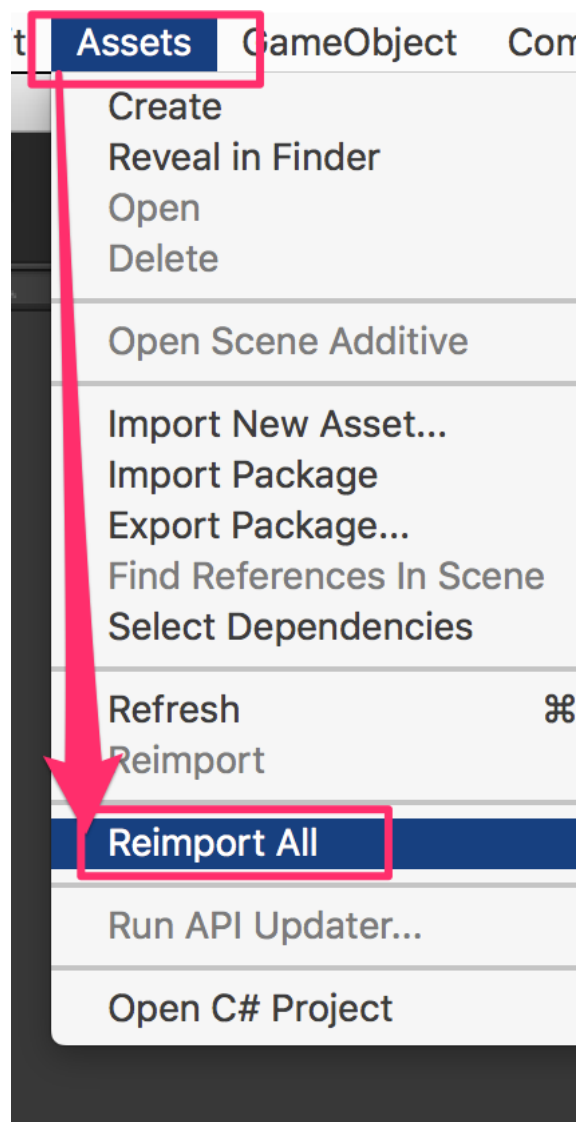 t Assets GameObject Com
Create
Reveal in Finder
Open
Delete
Open Scene Additive
Import New Asset...
Import Package
Export Package...
Find References In Scene
Select Dependencies
Refresh ⌘
Reimport
Reimport All
Run API Updater...
Open C# Project